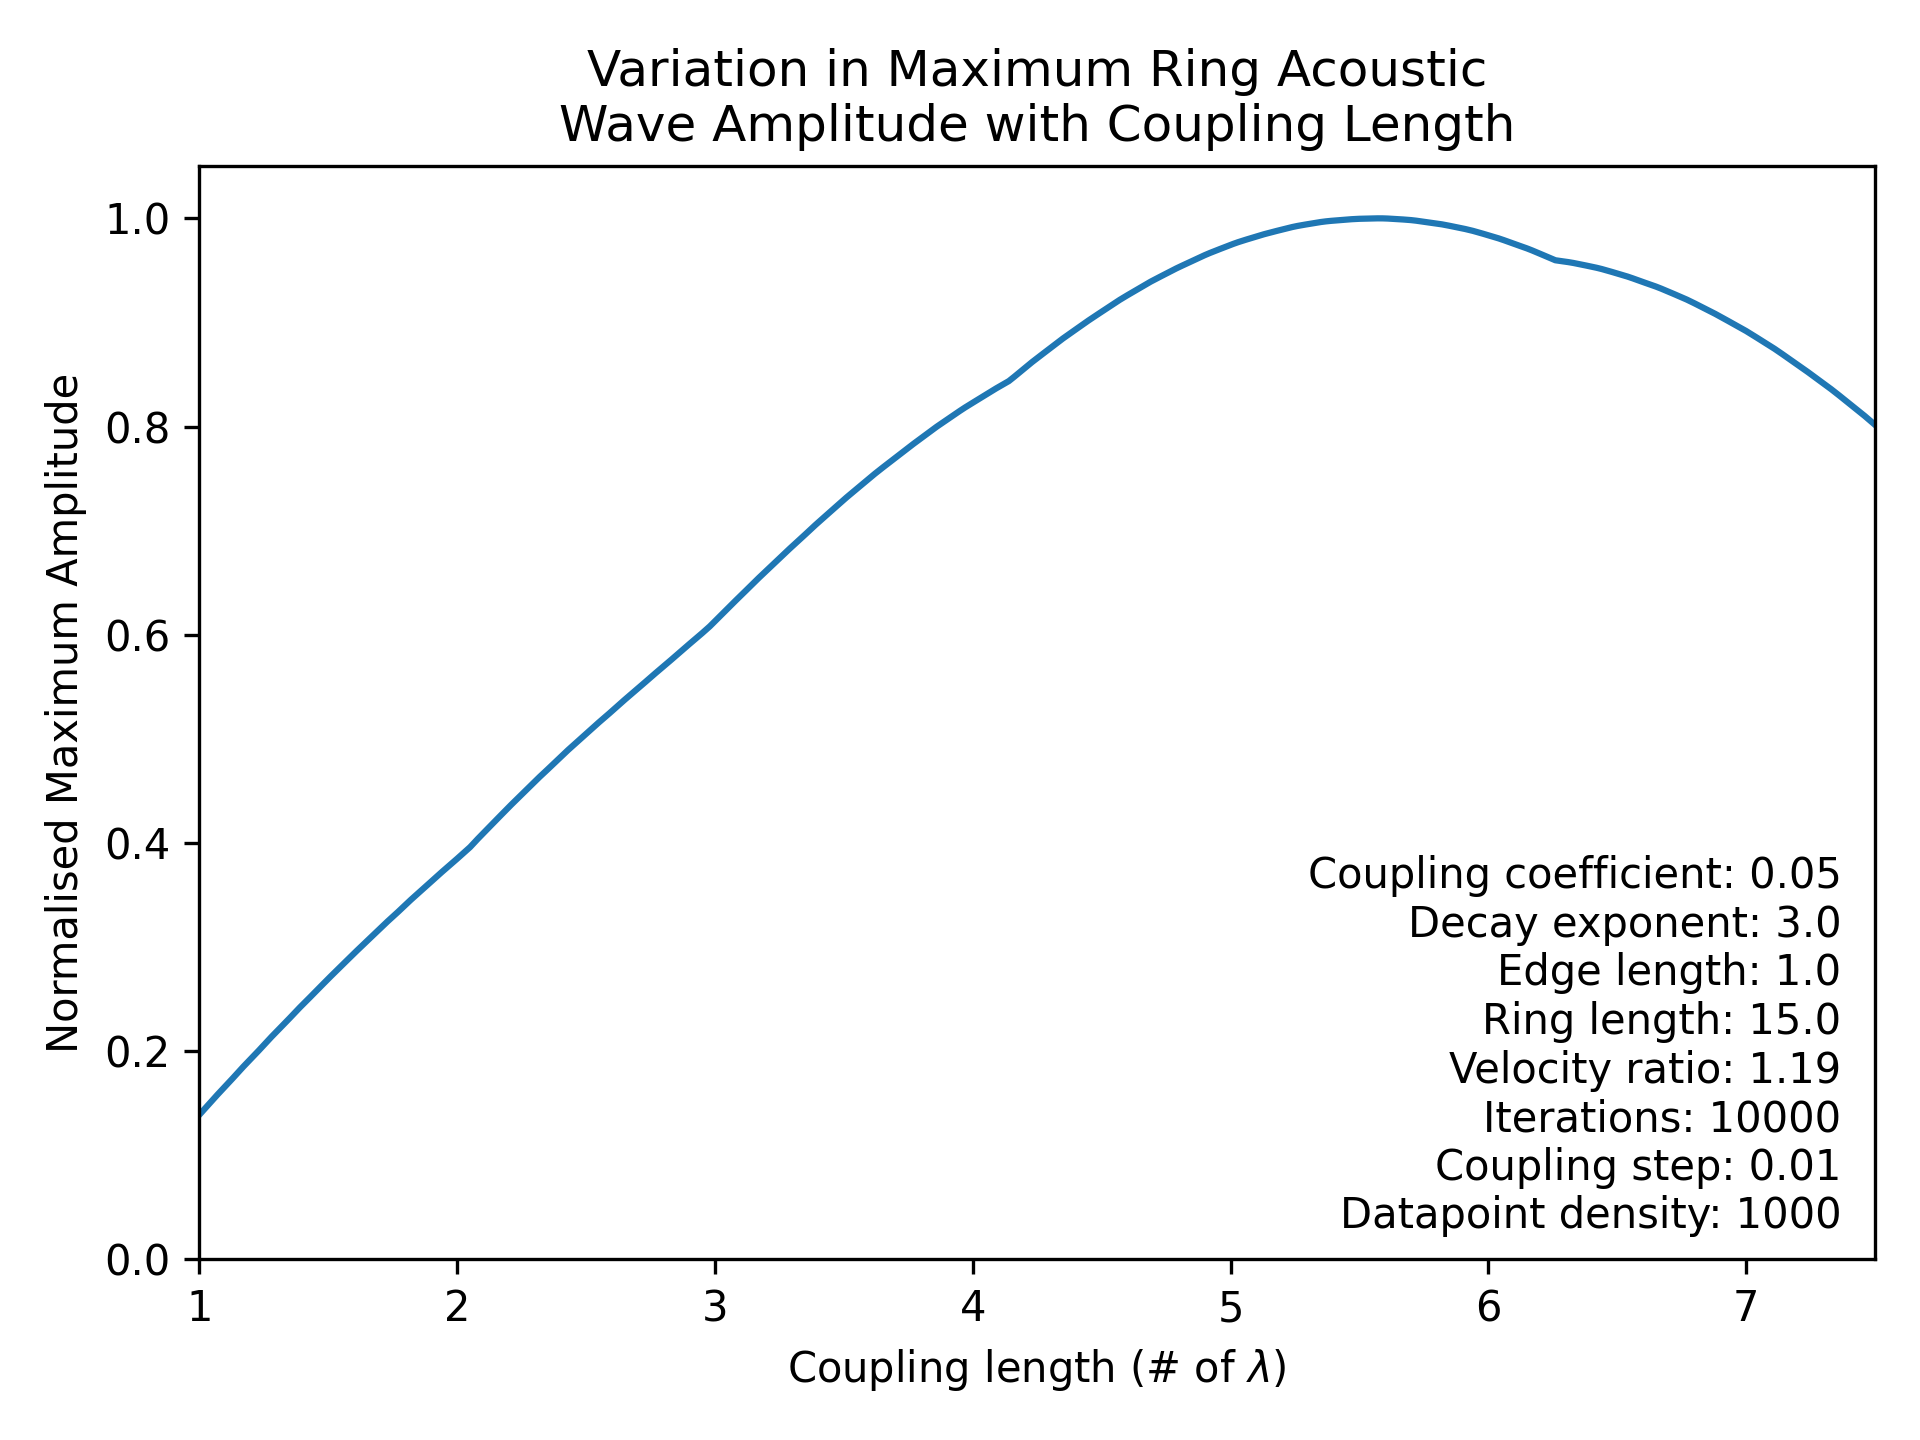 Variation in Maximum Ring Acoustic
Wave Amplitude with Coupling Length
Normalised Maximum Amplitude
1.0
0.8
0.6
0.4
0.2
0.0
Coupling coefficient: 0.05
Decay exponent: 3.0
Edge length: 1.0
Ring length: 15.0
Velocity ratio: 1.19
Iterations: 10000
Coupling step: 0.01
Datapoint density: 1000
1 2 3 4 5 6 7
Coupling length (# of λ)